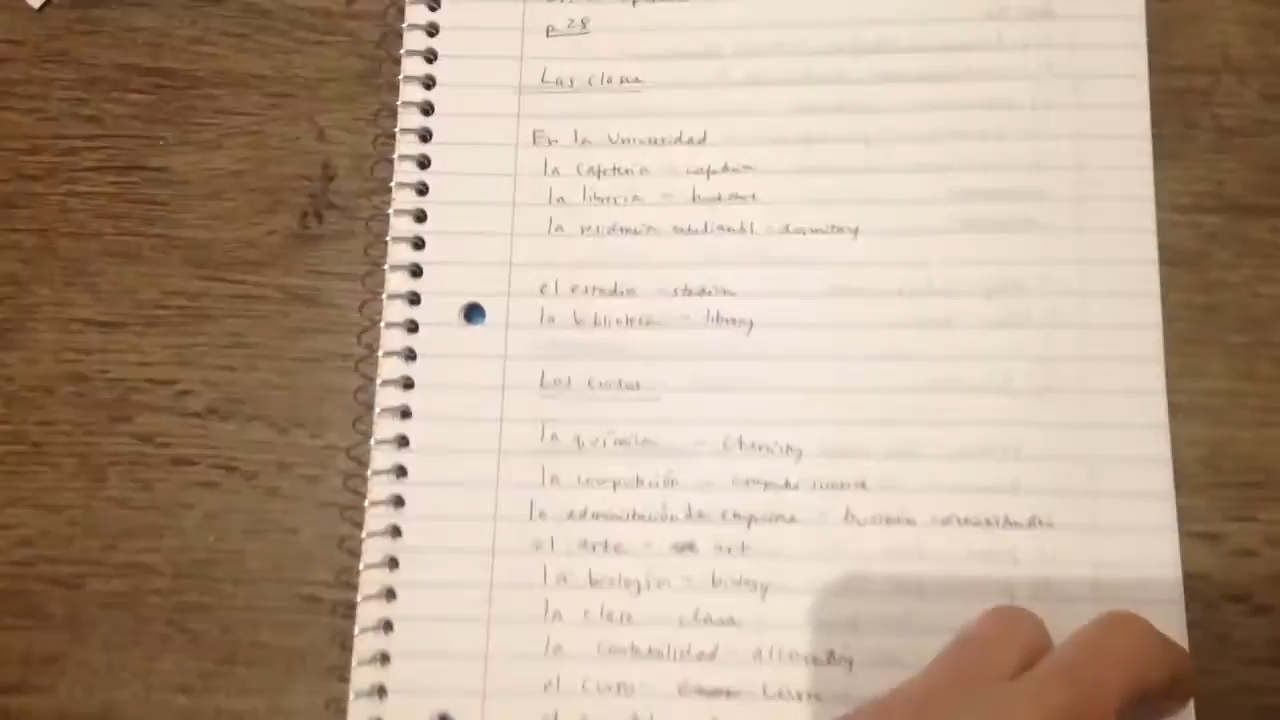 p. 28
Las clases
En la Universidad
la cafetería - cafeteria
la librería - bookstore
la residencia estudiantil - dormitory
el estadio - stadium
la biblioteca - library
Los cursos
la química - chemistry
la computación - computer science
la administración de empresas - business
el arte - art
la biología - biology
la clase class
la contabilidad - accounting
el curso - course